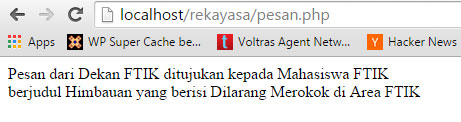 localhost/rekayasa/pesan.php
Apps WP Super Cache be... Voltras Agent Netw... Hacker News
Pesan dari Dekan FTIK ditujukan kepada Mahasiswa FTIK
berjudul Himbauan yang berisi Dilarang Merokok di Area FTIK